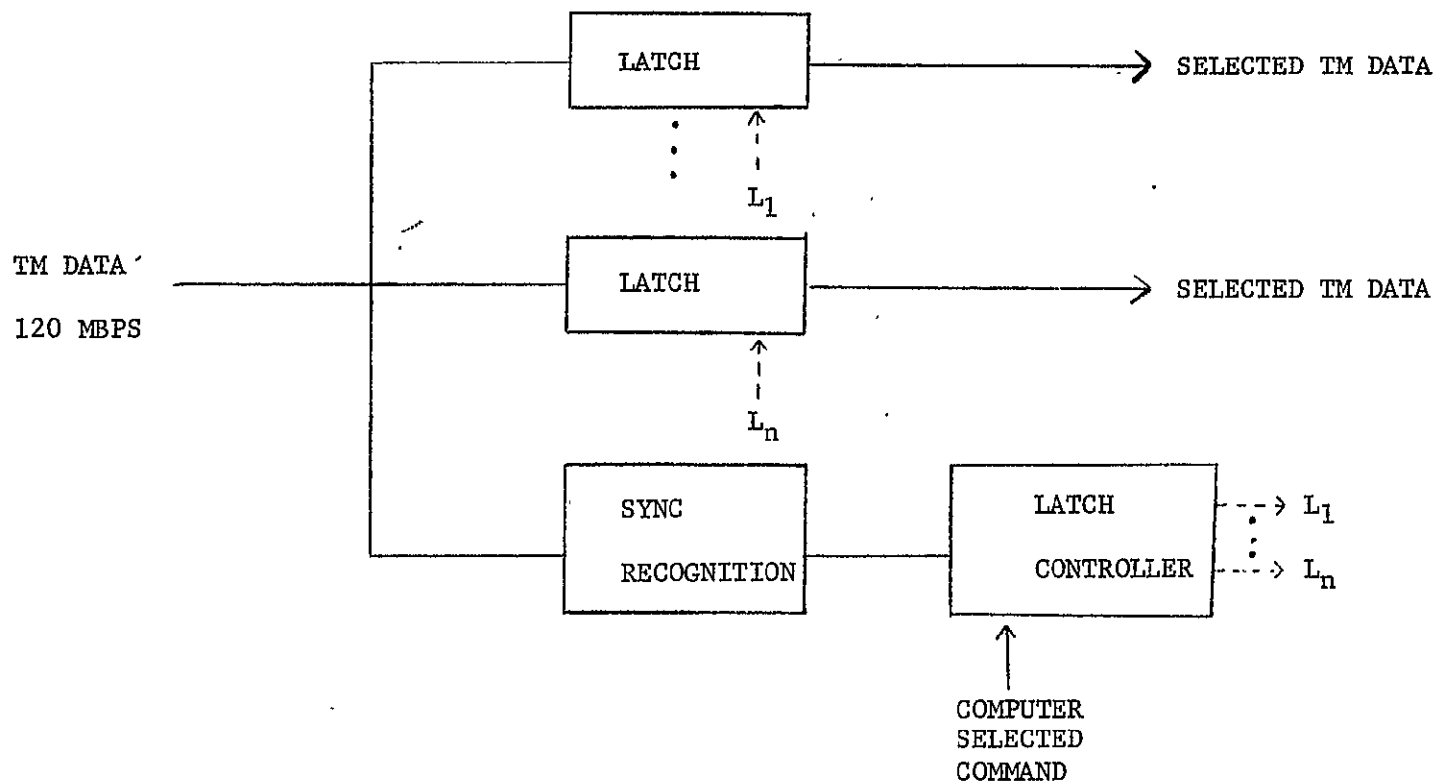 LATCH
SELECTED TM DATA
L1
TM DATA
120 MBPS
LATCH
SELECTED TM DATA
Ln
SYNC
RECOGNITION
LATCH
CONTROLLER
L1
Ln
COMPUTER
SELECTED
COMMAND